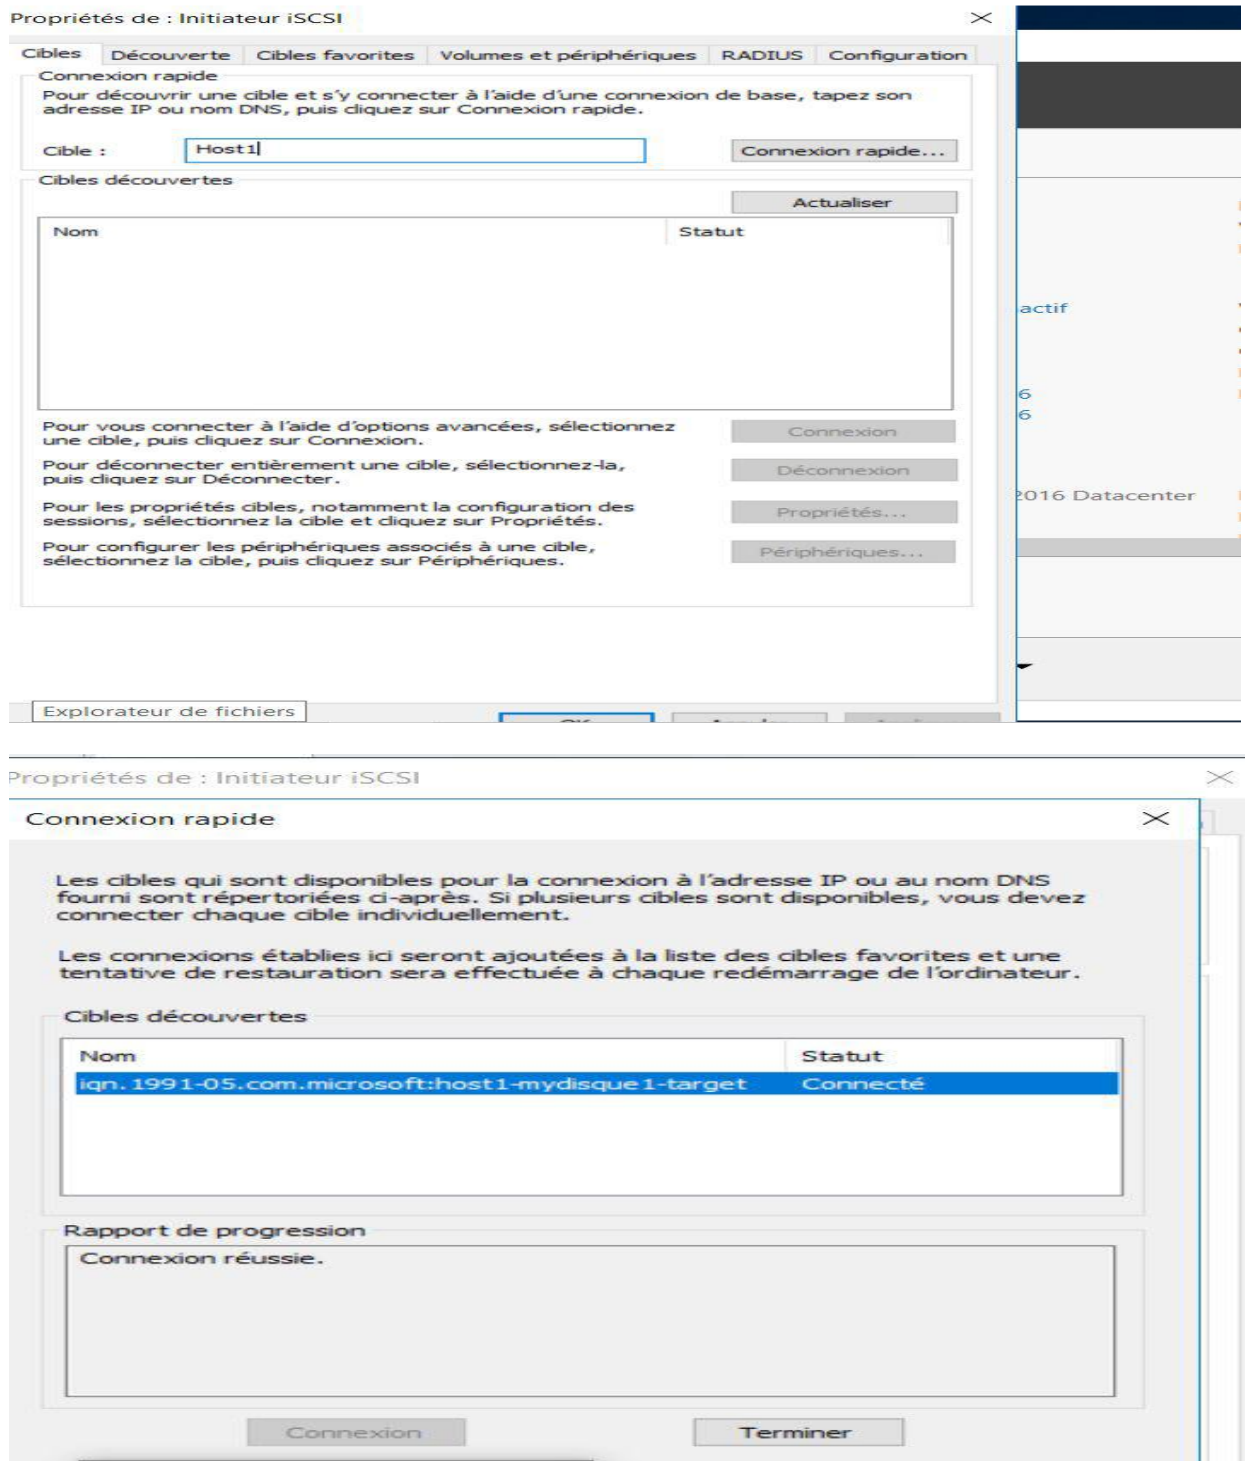 Propriétés de : Initiateur iSCSI
Cibles Découverte Cibles favorites Volumes et périphériques RADIUS Configuration
Connexion rapide
Pour découvrir une cible et s'y connecter à l'aide d'une connexion de base, tapez son
adresse IP ou nom DNS, puis cliquez sur Connexion rapide.
Cible : Host1 Connexion rapide...
Cibles découvertes
Actualiser
Nom Statut
actif
6
6
Pour vous connecter à l'aide d'options avancées, sélectionnez
une cible, puis cliquez sur Connexion.
Connexion
Pour déconnecter entièrement une cible, sélectionnez-la,
puis cliquez sur Déconnecter.
Déconnexion
2016 Datacenter
Pour les propriétés cibles, notamment la configuration des
sessions, sélectionnez la cible et cliquez sur Propriétés.
Propriétés...
Pour configurer les périphériques associés à une cible,
sélectionnez la cible, puis cliquez sur Périphériques.
Périphériques...
Explorateur de fichiers
Propriétés de : Initiateur iSCSI
Connexion rapide
Les cibles qui sont disponibles pour la connexion à l'adresse IP ou au nom DNS
fourni sont répertoriées ci-après. Si plusieurs cibles sont disponibles, vous devez
connecter chaque cible individuellement.
Les connexions établies ici seront ajoutées à la liste des cibles favorites et une
tentative de restauration sera effectuée à chaque redémarrage de l'ordinateur.
Cibles découvertes
Nom Statut
iqn.1991-05.com.microsoft:host1-mydisque1-target Connecté
Rapport de progression
Connexion réussie.
Connexion Terminer